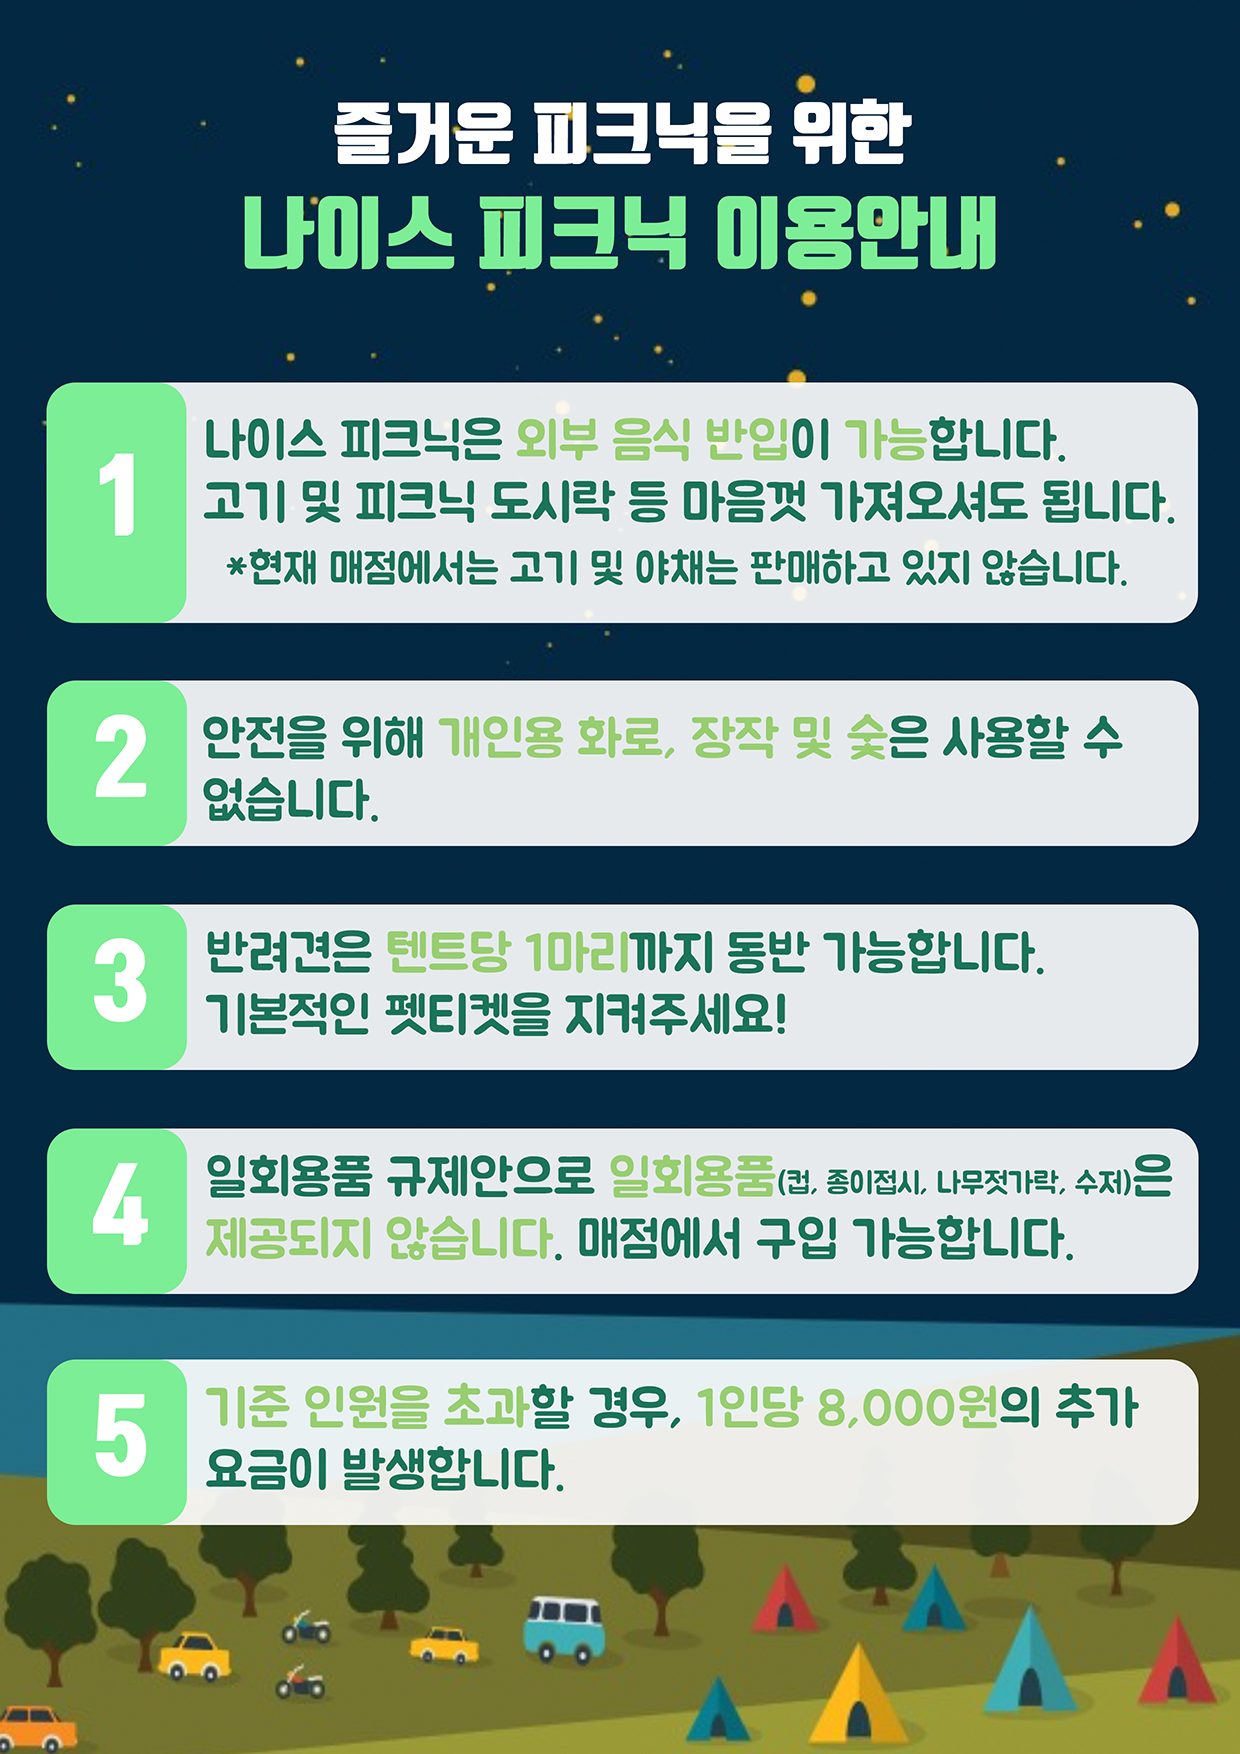 즐거운 피크닉을 위한
나이스 피크닉 이용안내
1
나이스 피크닉은 외부 음식 반입이 가능합니다.
고기 및 피크닉 도시락 등 마음껏 가져오셔도 됩니다.
*현재 매점에서는 고기 및 야채는 판매하고 있지 않습니다.
2
안전을 위해 개인용 화로, 장작 및 숯은 사용할 수
없습니다.
3
반려견은 텐트당 1마리까지 동반 가능합니다.
기본적인 펫티켓을 지켜주세요!
4
일회용품 규제안으로 일회용품(컵, 종이접시, 나무젓가락, 수저)은
제공되지 않습니다. 매점에서 구입 가능합니다.
5
기준 인원을 초과할 경우, 1인당 8,000원의 추가
요금이 발생합니다.